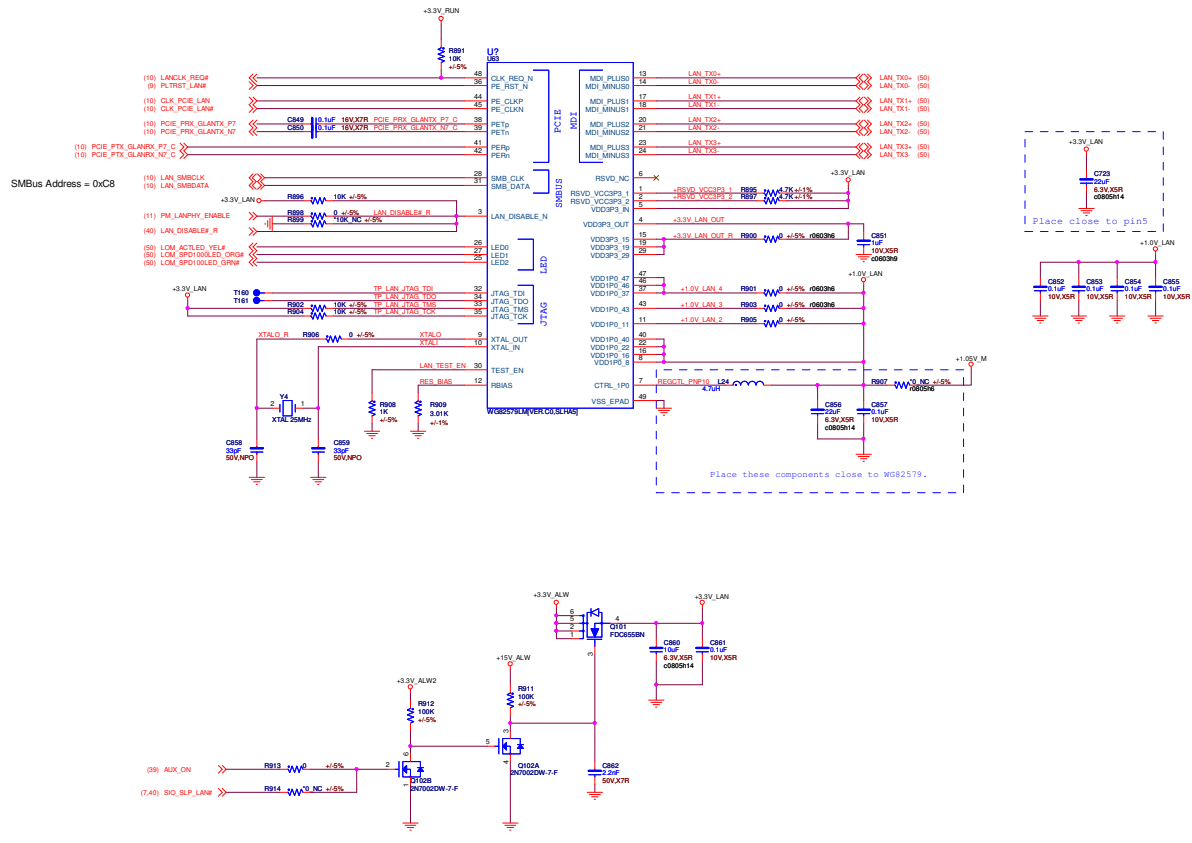 +3.3V_RUN
R891
10K
+/-5%
U?
U63
(10) LANCLK_REQ#
(9) PLTRST_LAN#
(10) CLK_PCIE_LAN
(10) CLK_PCIE_LAN#
(10) PCIE_PRX_GLANTX_P7
(10) PCIE_PRX_GLANTX_N7
C849 0.1uF 16V,X7R PCIE_PRX_GLANTX_P7_C
C850 0.1uF 16V,X7R PCIE_PRX_GLANTX_N7_C
(10) PCIE_PTX_GLANRX_P7_C
(10) PCIE_PTX_GLANRX_N7_C
SMBus Address = 0xC8
(10) LAN_SMBCLK
(10) LAN_SMBDATA
+3.3V_LAN
R896 10K +/-5%
(11) PM_LANPHY_ENABLE
R898 0 +/-5% LAN_DISABLE#_R
R899 *10K_NC +/-5%
(40) LAN_DISABLE#_R
(50) LOM_ACTLED_YEL#
(50) LOM_SPD1000LED_ORG#
(50) LOM_SPD100LED_GRN#
+3.3V_LAN
T160 TP_LAN_JTAG_TDI
T161 TP_LAN_JTAG_TDO
R902 10K +/-5% TP_LAN_JTAG_TMS
R904 10K +/-5% TP_LAN_JTAG_TCK
XTALO_R R906 0 +/-5% XTALO
XTALI
LAN_TEST_EN
RES_BIAS
Y4
2 1
XTAL 25MHz
R908
1K
+/-5%
R909
3.01K
+/-1%
C858
33pF
50V,NPO
C859
33pF
50V,NPO
48 CLK_REQ_N
36 PE_RST_N
44 PE_CLKP
45 PE_CLKN
38 PETp
39 PETn
41 PERp
42 PERn
28 SMB_CLK
31 SMB_DATA
3 LAN_DISABLE_N
26 LED0
27 LED1
25 LED2
32 JTAG_TDI
34 JTAG_TDO
33 JTAG_TMS
35 JTAG_TCK
9 XTAL_OUT
10 XTAL_IN
30 TEST_EN
12 RBIAS
PCIE
MDI
SMBUS
LED
JTAG
WG82579LM[VER.C0,SLHA5]
MDI_PLUS0 13 LAN_TX0+ LAN_TX0+ (50)
MDI_MINUS0 14 LAN_TX0- LAN_TX0- (50)
MDI_PLUS1 17 LAN_TX1+ LAN_TX1+ (50)
MDI_MINUS1 18 LAN_TX1- LAN_TX1- (50)
MDI_PLUS2 20 LAN_TX2+ LAN_TX2+ (50)
MDI_MINUS2 21 LAN_TX2- LAN_TX2- (50)
MDI_PLUS3 23 LAN_TX3+ LAN_TX3+ (50)
MDI_MINUS3 24 LAN_TX3- LAN_TX3- (50)
RSVD_NC 6
+3.3V_LAN
RSVD_VCC3P3_1 1 +RSVD_VCC3P3_1 R895 4.7K +/-1%
RSVD_VCC3P3_2 2 +RSVD_VCC3P3_2 R897 4.7K +/-1%
VDD3P3_IN 5
VDD3P3_OUT 4 +3.3V_LAN_OUT
VDD3P3_15 15 +3.3V_LAN_OUT_R R900 0 +/-5% r0603h6
VDD3P3_19 19
VDD3P3_29 29
C851
1uF
10V,X5R
c0603h9
+1.0V_LAN
VDD1P0_47 47
VDD1P0_46 46
VDD1P0_37 37 +1.0V_LAN_4 R901 0 +/-5% r0603h6
VDD1P0_43 43 +1.0V_LAN_3 R903 0 +/-5% r0603h6
VDD1P0_11 11 +1.0V_LAN_2 R905 0 +/-5%
VDD1P0_40 40
VDD1P0_22 22
VDD1P0_16 16
VDD1P0_8 8
CTRL_1P0 7 REGCTL_PNP10 L24
4.7uH
VSS_EPAD 49
+1.05V_M
R907 *0_NC +/-5%
r0805h6
C856
22uF
6.3V,X5R
c0805h14
C857
0.1uF
10V,X5R
Place these components close to WG82579.
+3.3V_LAN
C723
22uF
6.3V,X5R
c0805h14
Place close to pin5
+1.0V_LAN
C852
0.1uF
10V,X5R
C853
0.1uF
10V,X5R
C854
0.1uF
10V,X5R
C855
0.1uF
10V,X5R
+3.3V_ALW
6
5
2
1
4
3
Q101
FDC655BN
+3.3V_LAN
C860
10uF
6.3V,X5R
c0805h14
C861
0.1uF
10V,X5R
+15V_ALW
R911
100K
+/-5%
+3.3V_ALW2
R912
100K
+/-5%
5
3
4
Q102A
2N7002DW-7-F
C862
2.2nF
50V,X7R
(39) AUX_ON
R913 0 +/-5%
2
6
1
Q102B
2N7002DW-7-F
(7,40) SIO_SLP_LAN#
R914 *0_NC +/-5%